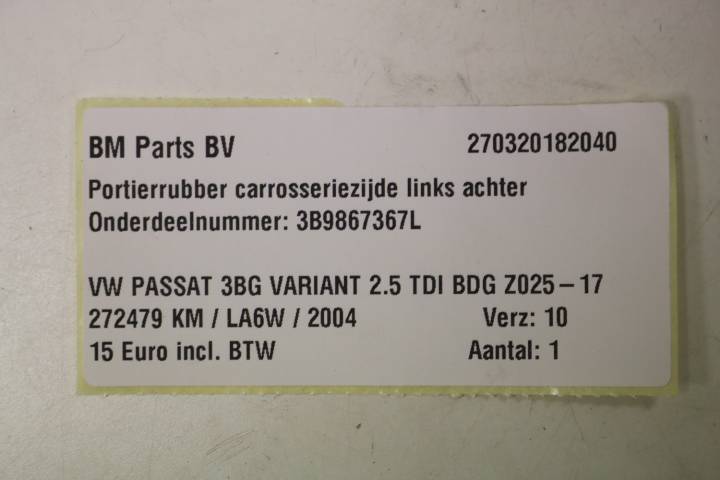 BM Parts BV 270320182040
Portierrubber carrosseriezijde links achter
Onderdeelnummer: 3B9867367L
VW PASSAT 3BG VARIANT 2.5 TDI BDG Z025-17
272479 KM / LA6W / 2004 Verz: 10
15 Euro incl. BTW Aantal: 1